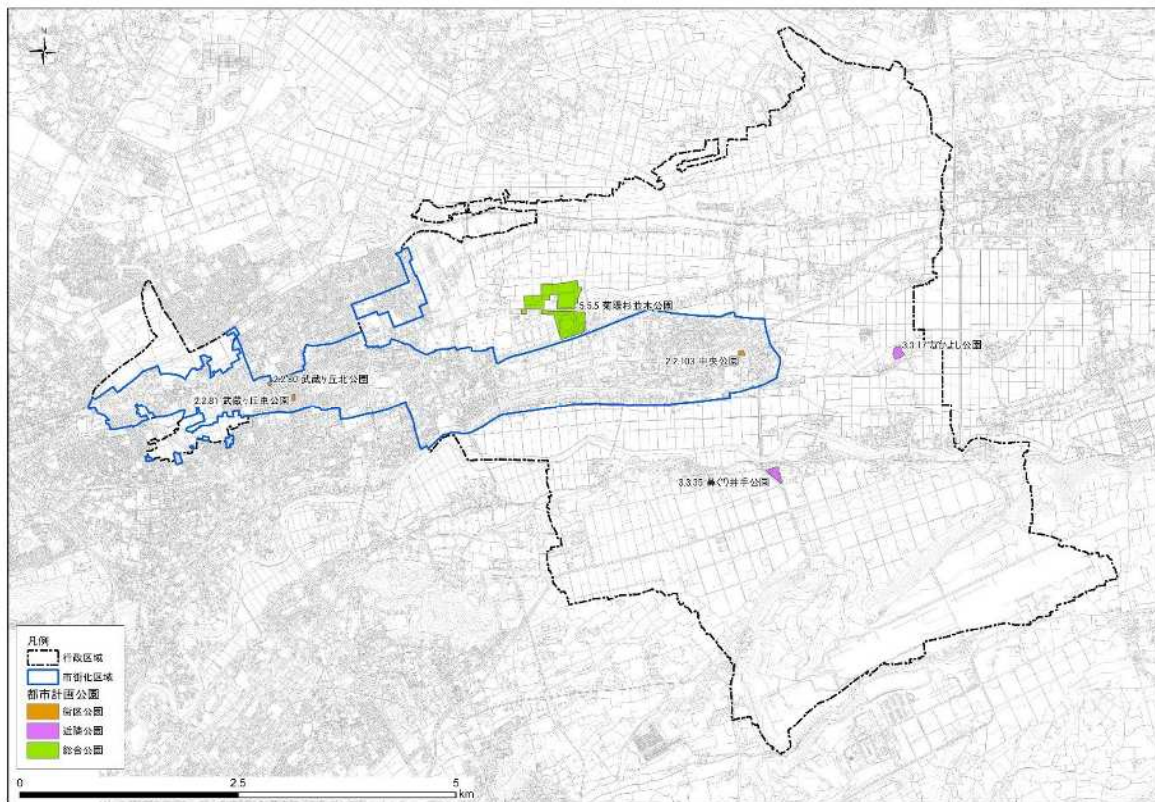 N
5.5.5 菊陽杉並木公園
3.3.17 なかよし公園
2.2.103 中央公園
2.2.80 武蔵ヶ丘北公園
2.2.81 武蔵ヶ丘東公園
3.3.35 鼻ぐり井手公園
凡例
行政区域
市街化区域
都市計画公園
街区公園
近隣公園
総合公園
0 2.5 5
km